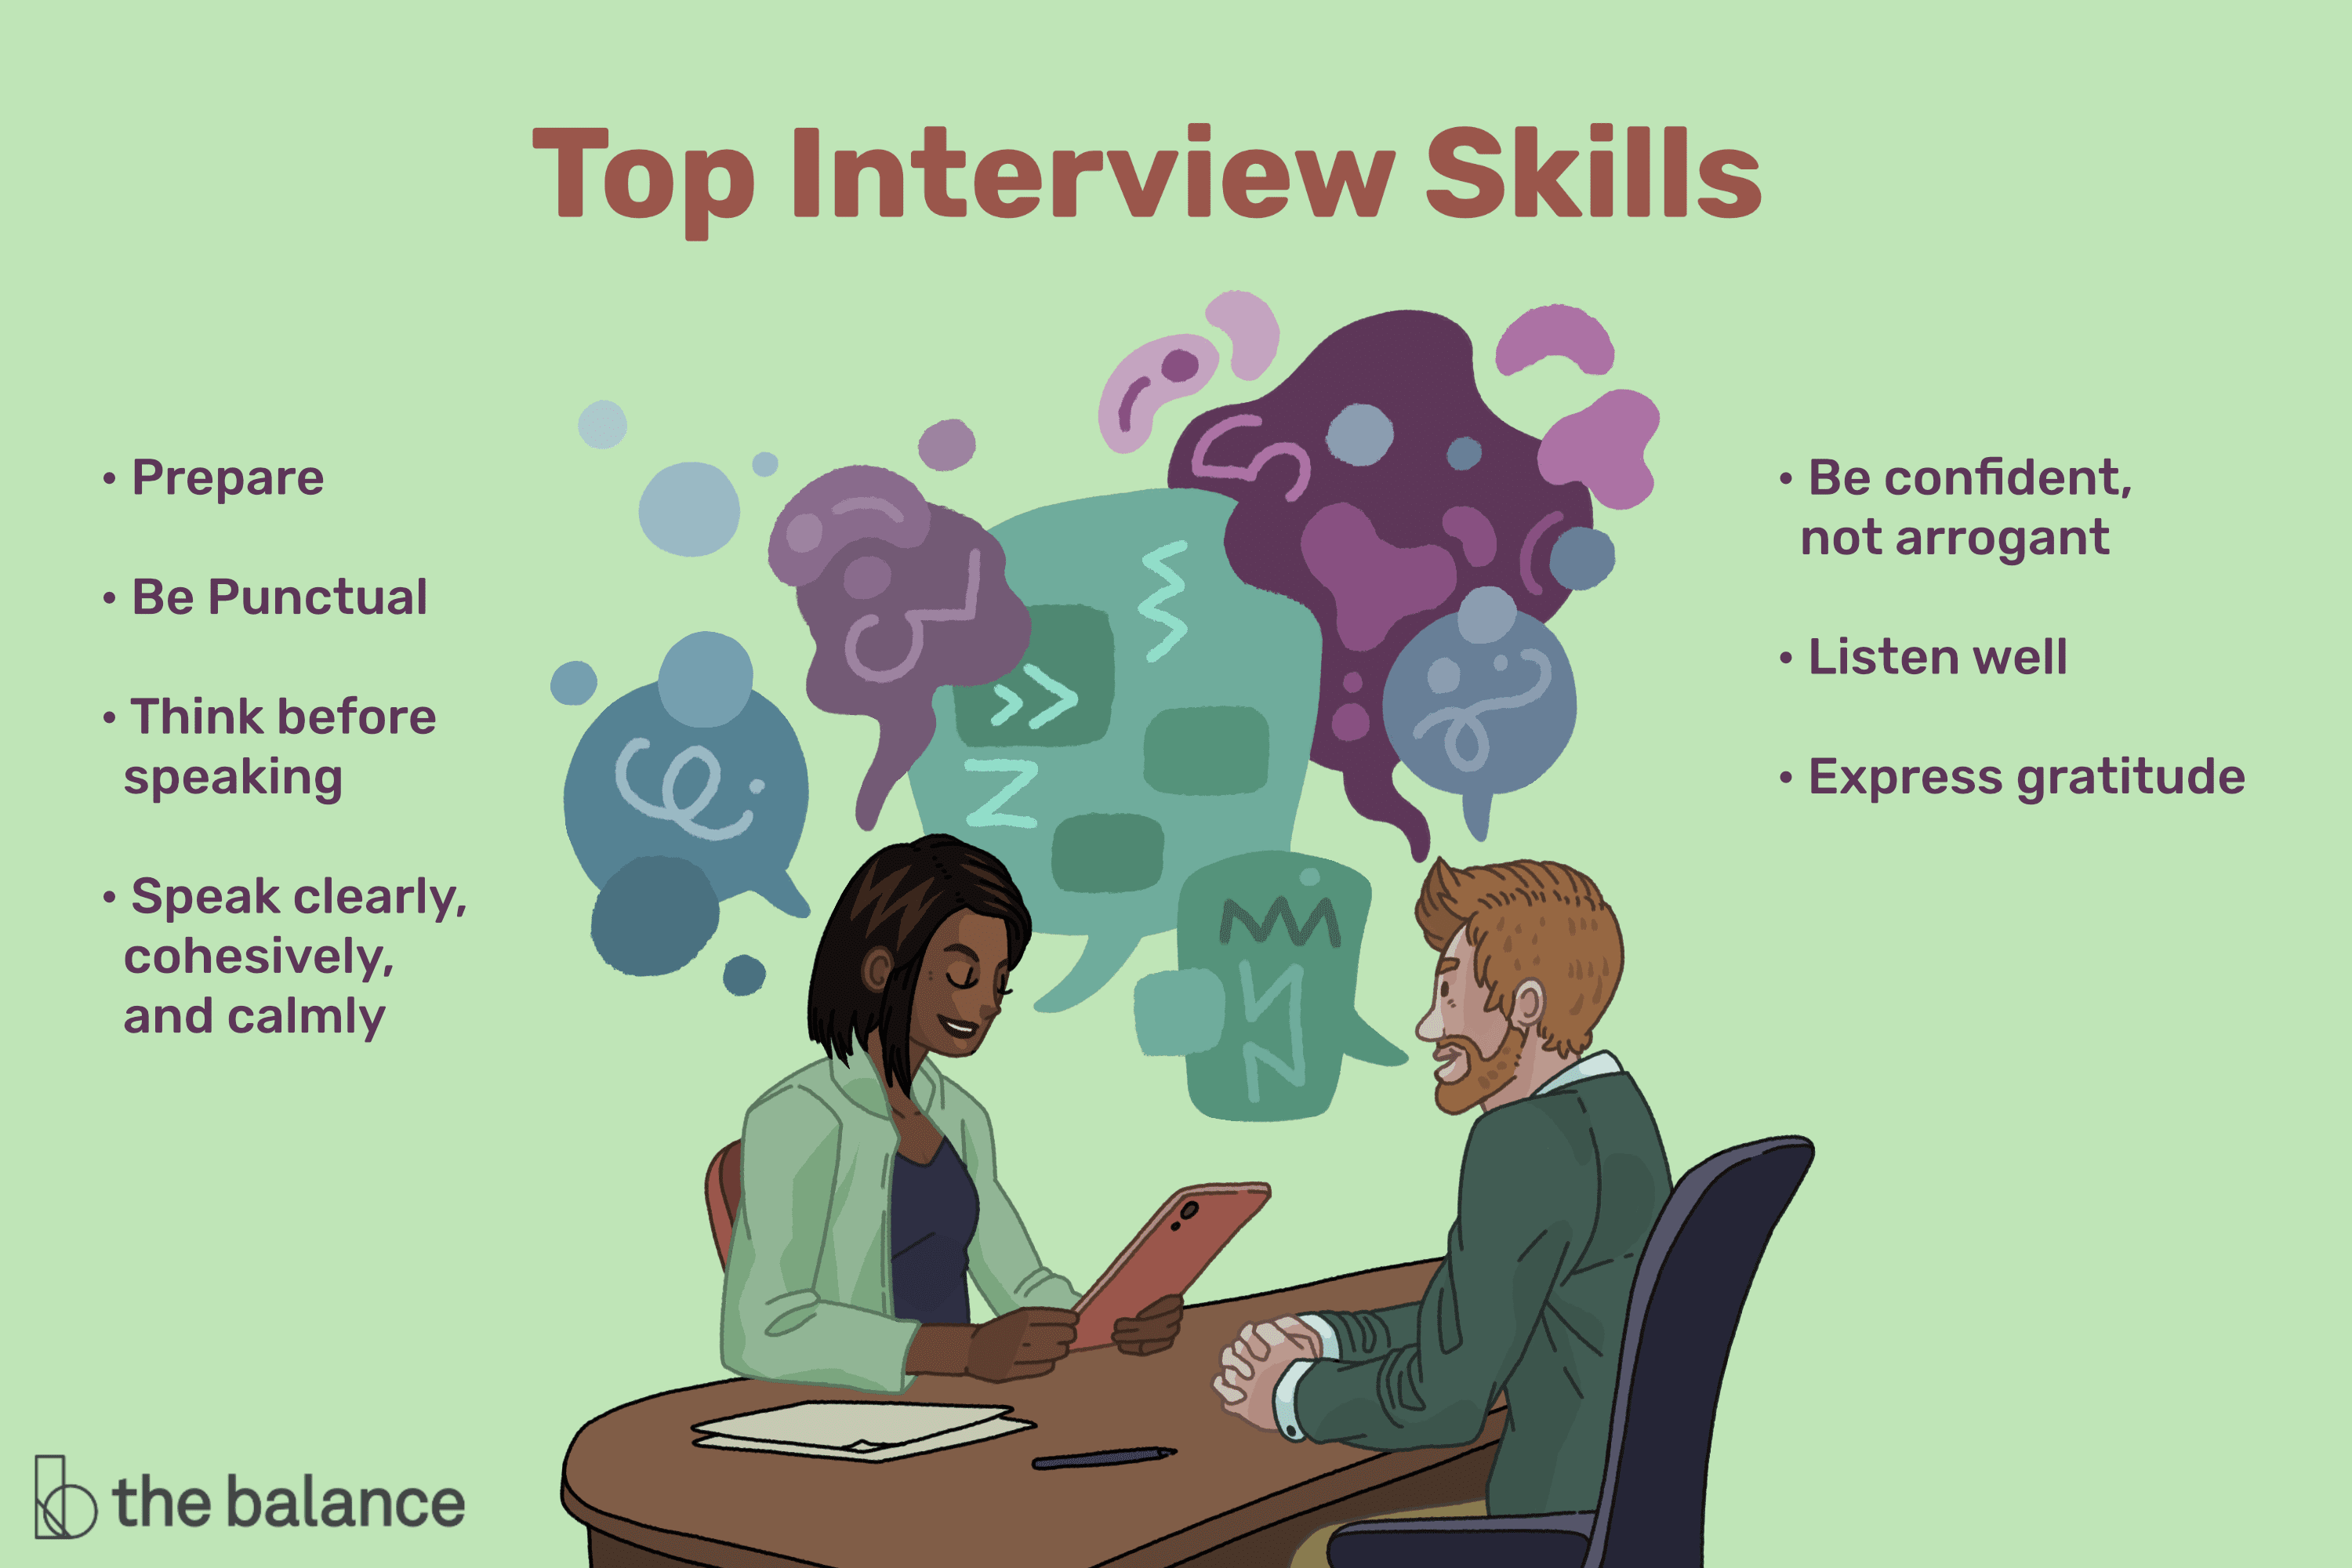 Top Interview Skills
• Prepare
• Be Punctual
• Think before
speaking
• Speak clearly,
cohesively,
and calmly
• Be confident,
not arrogant
• Listen well
• Express gratitude
the balance